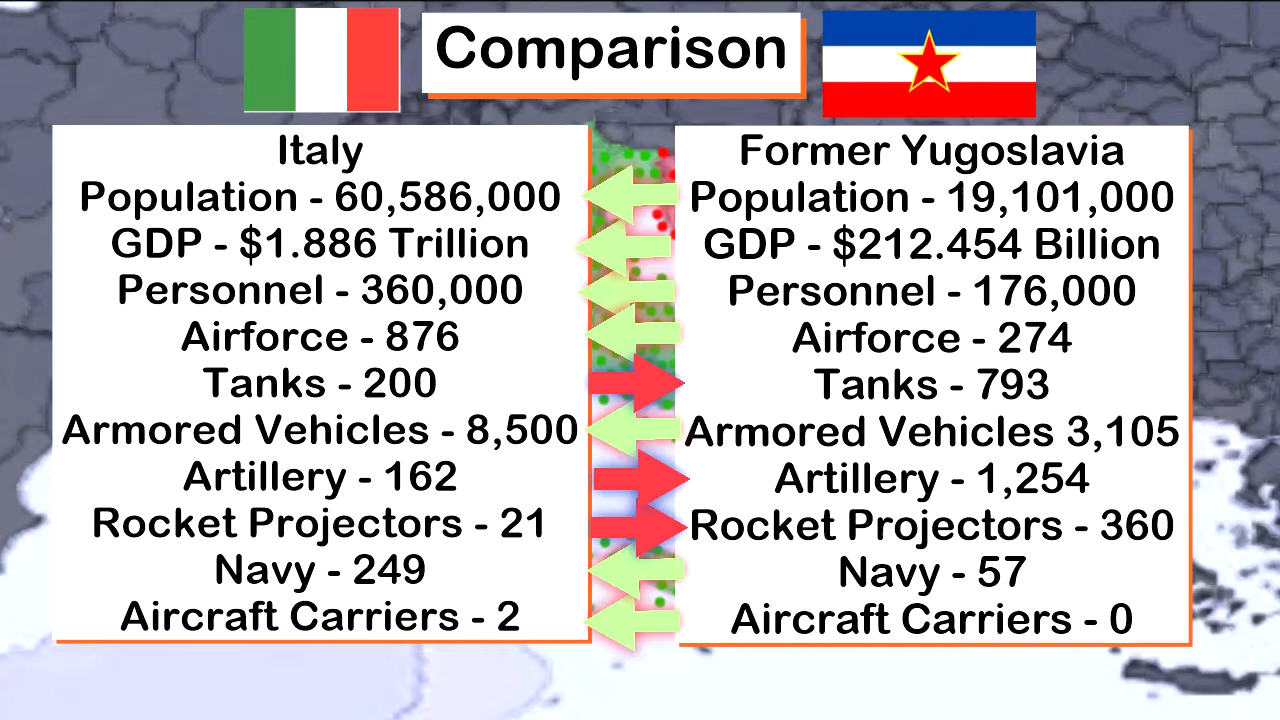 Comparison
Italy
Population - 60,586,000
GDP - $1.886 Trillion
Personnel - 360,000
Airforce - 876
Tanks - 200
Armored Vehicles - 8,500
Artillery - 162
Rocket Projectors - 21
Navy - 249
Aircraft Carriers - 2
Former Yugoslavia
Population - 19,101,000
GDP - $212.454 Billion
Personnel - 176,000
Airforce - 274
Tanks - 793
Armored Vehicles 3,105
Artillery - 1,254
Rocket Projectors - 360
Navy - 57
Aircraft Carriers - 0